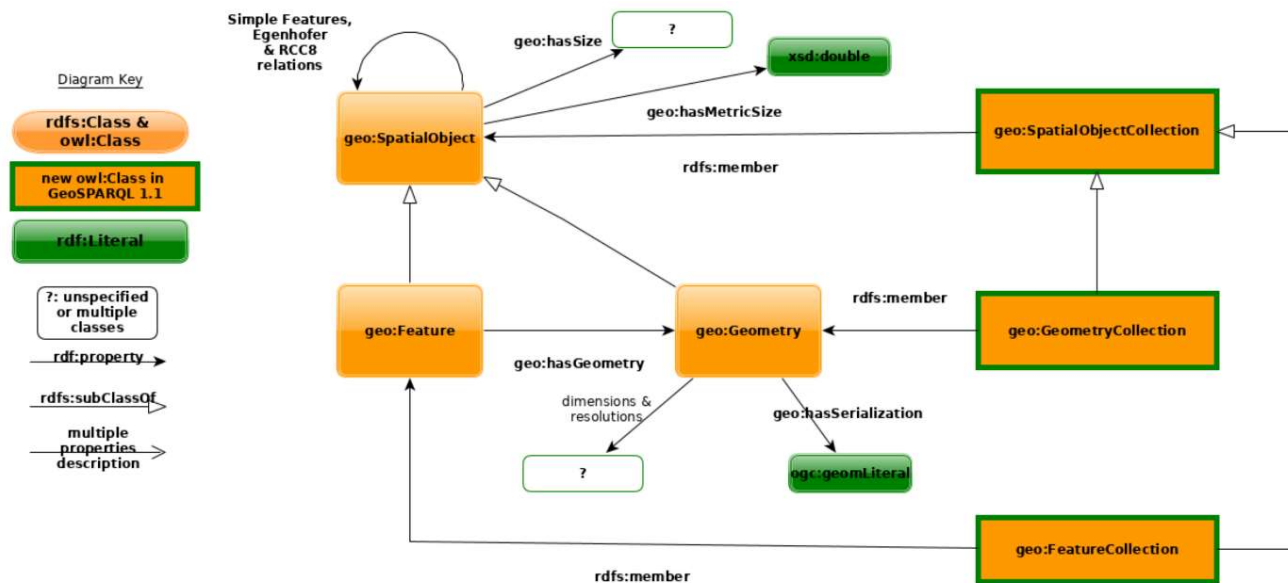 Diagram Key
rdfs:Class &
owl:Class
new owl:Class in
GeoSPARQL 1.1
rdf:Literal
?: unspecified
or multiple
classes
rdf:property
rdfs:subClassOf
multiple
properties
description
Simple Features,
Egenhofer
& RCC8
relations
geo:hasSize
?
xsd:double
geo:SpatialObject
geo:hasMetricSize
geo:SpatialObjectCollection
rdfs:member
geo:Feature
geo:Geometry
rdfs:member
geo:GeometryCollection
geo:hasGeometry
dimensions &
resolutions
geo:hasSerialization
?
ogc:geomLiteral
geo:FeatureCollection
rdfs:member